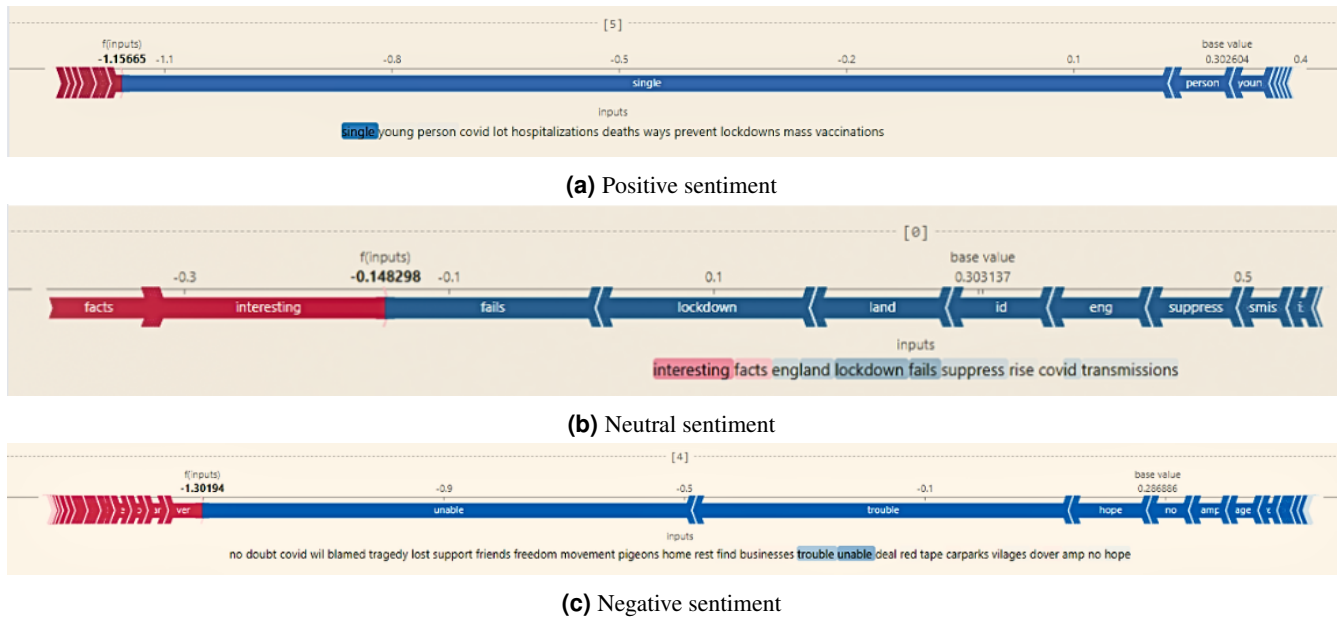 [5]
f(inputs) base value
-1.15665 -1.1 -0.8 -0.5 -0.2 0.1 0.302604 0.4
single person youn
inputs
single young person covid lot hospitalizations deaths ways prevent lockdowns mass vaccinations
(a) Positive sentiment
[0]
f(inputs) base value
-0.3 -0.148298 -0.1 0.1 0.303137 0.5
facts interesting fails lockdown land id eng suppress smis
inputs
interesting facts england lockdown fails suppress rise covid transmissions
(b) Neutral sentiment
[4]
f(inputs) base value
-1.30194 -0.9 -0.5 -0.1 0.286886
ver unable trouble hope no amp age
inputs
no doubt covid wil blamed tragedy lost support friends freedom movement pigeons home rest find businesses trouble unable deal red tape carparks vilages dover amp no hope
(c) Negative sentiment